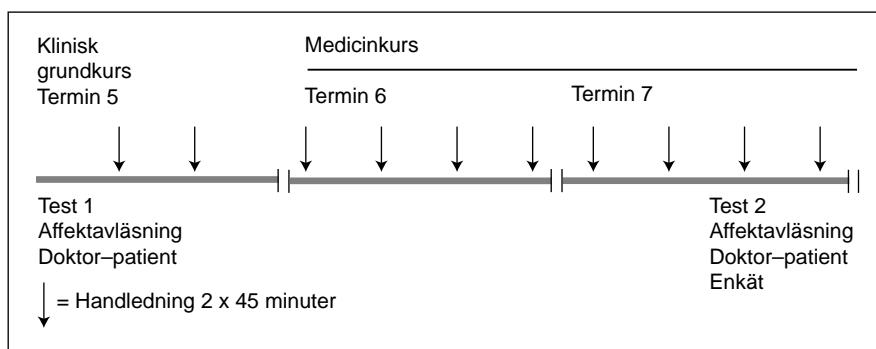 Klinisk
grundkurs
Termin 5
Medicinkurs
Termin 6
Termin 7
Test 1
Affektavläsning
Doktor–patient
Test 2
Affektavläsning
Doktor–patient
Enkät
= Handledning 2 x 45 minuter